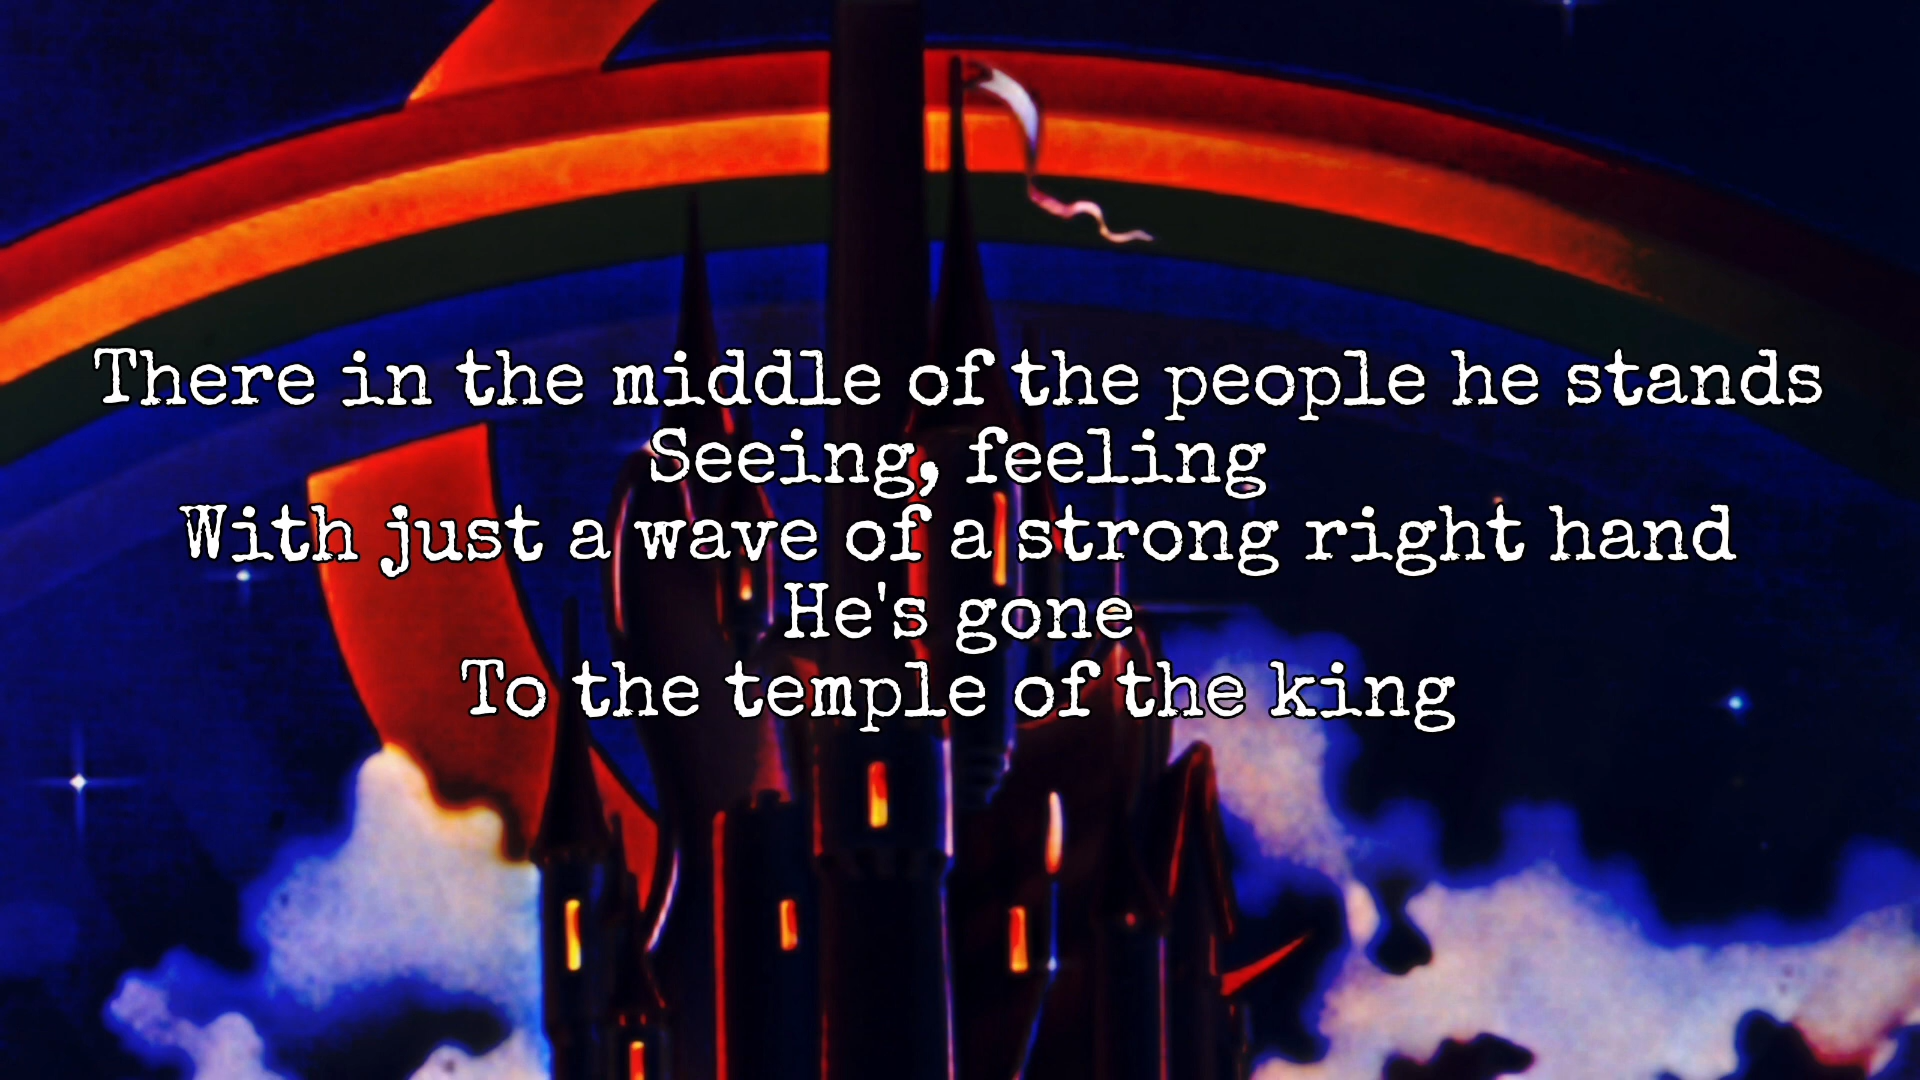 There in the middle of the people he stands
Seeing, feeling
With just a wave of a strong right hand
He's gone
To the temple of the king